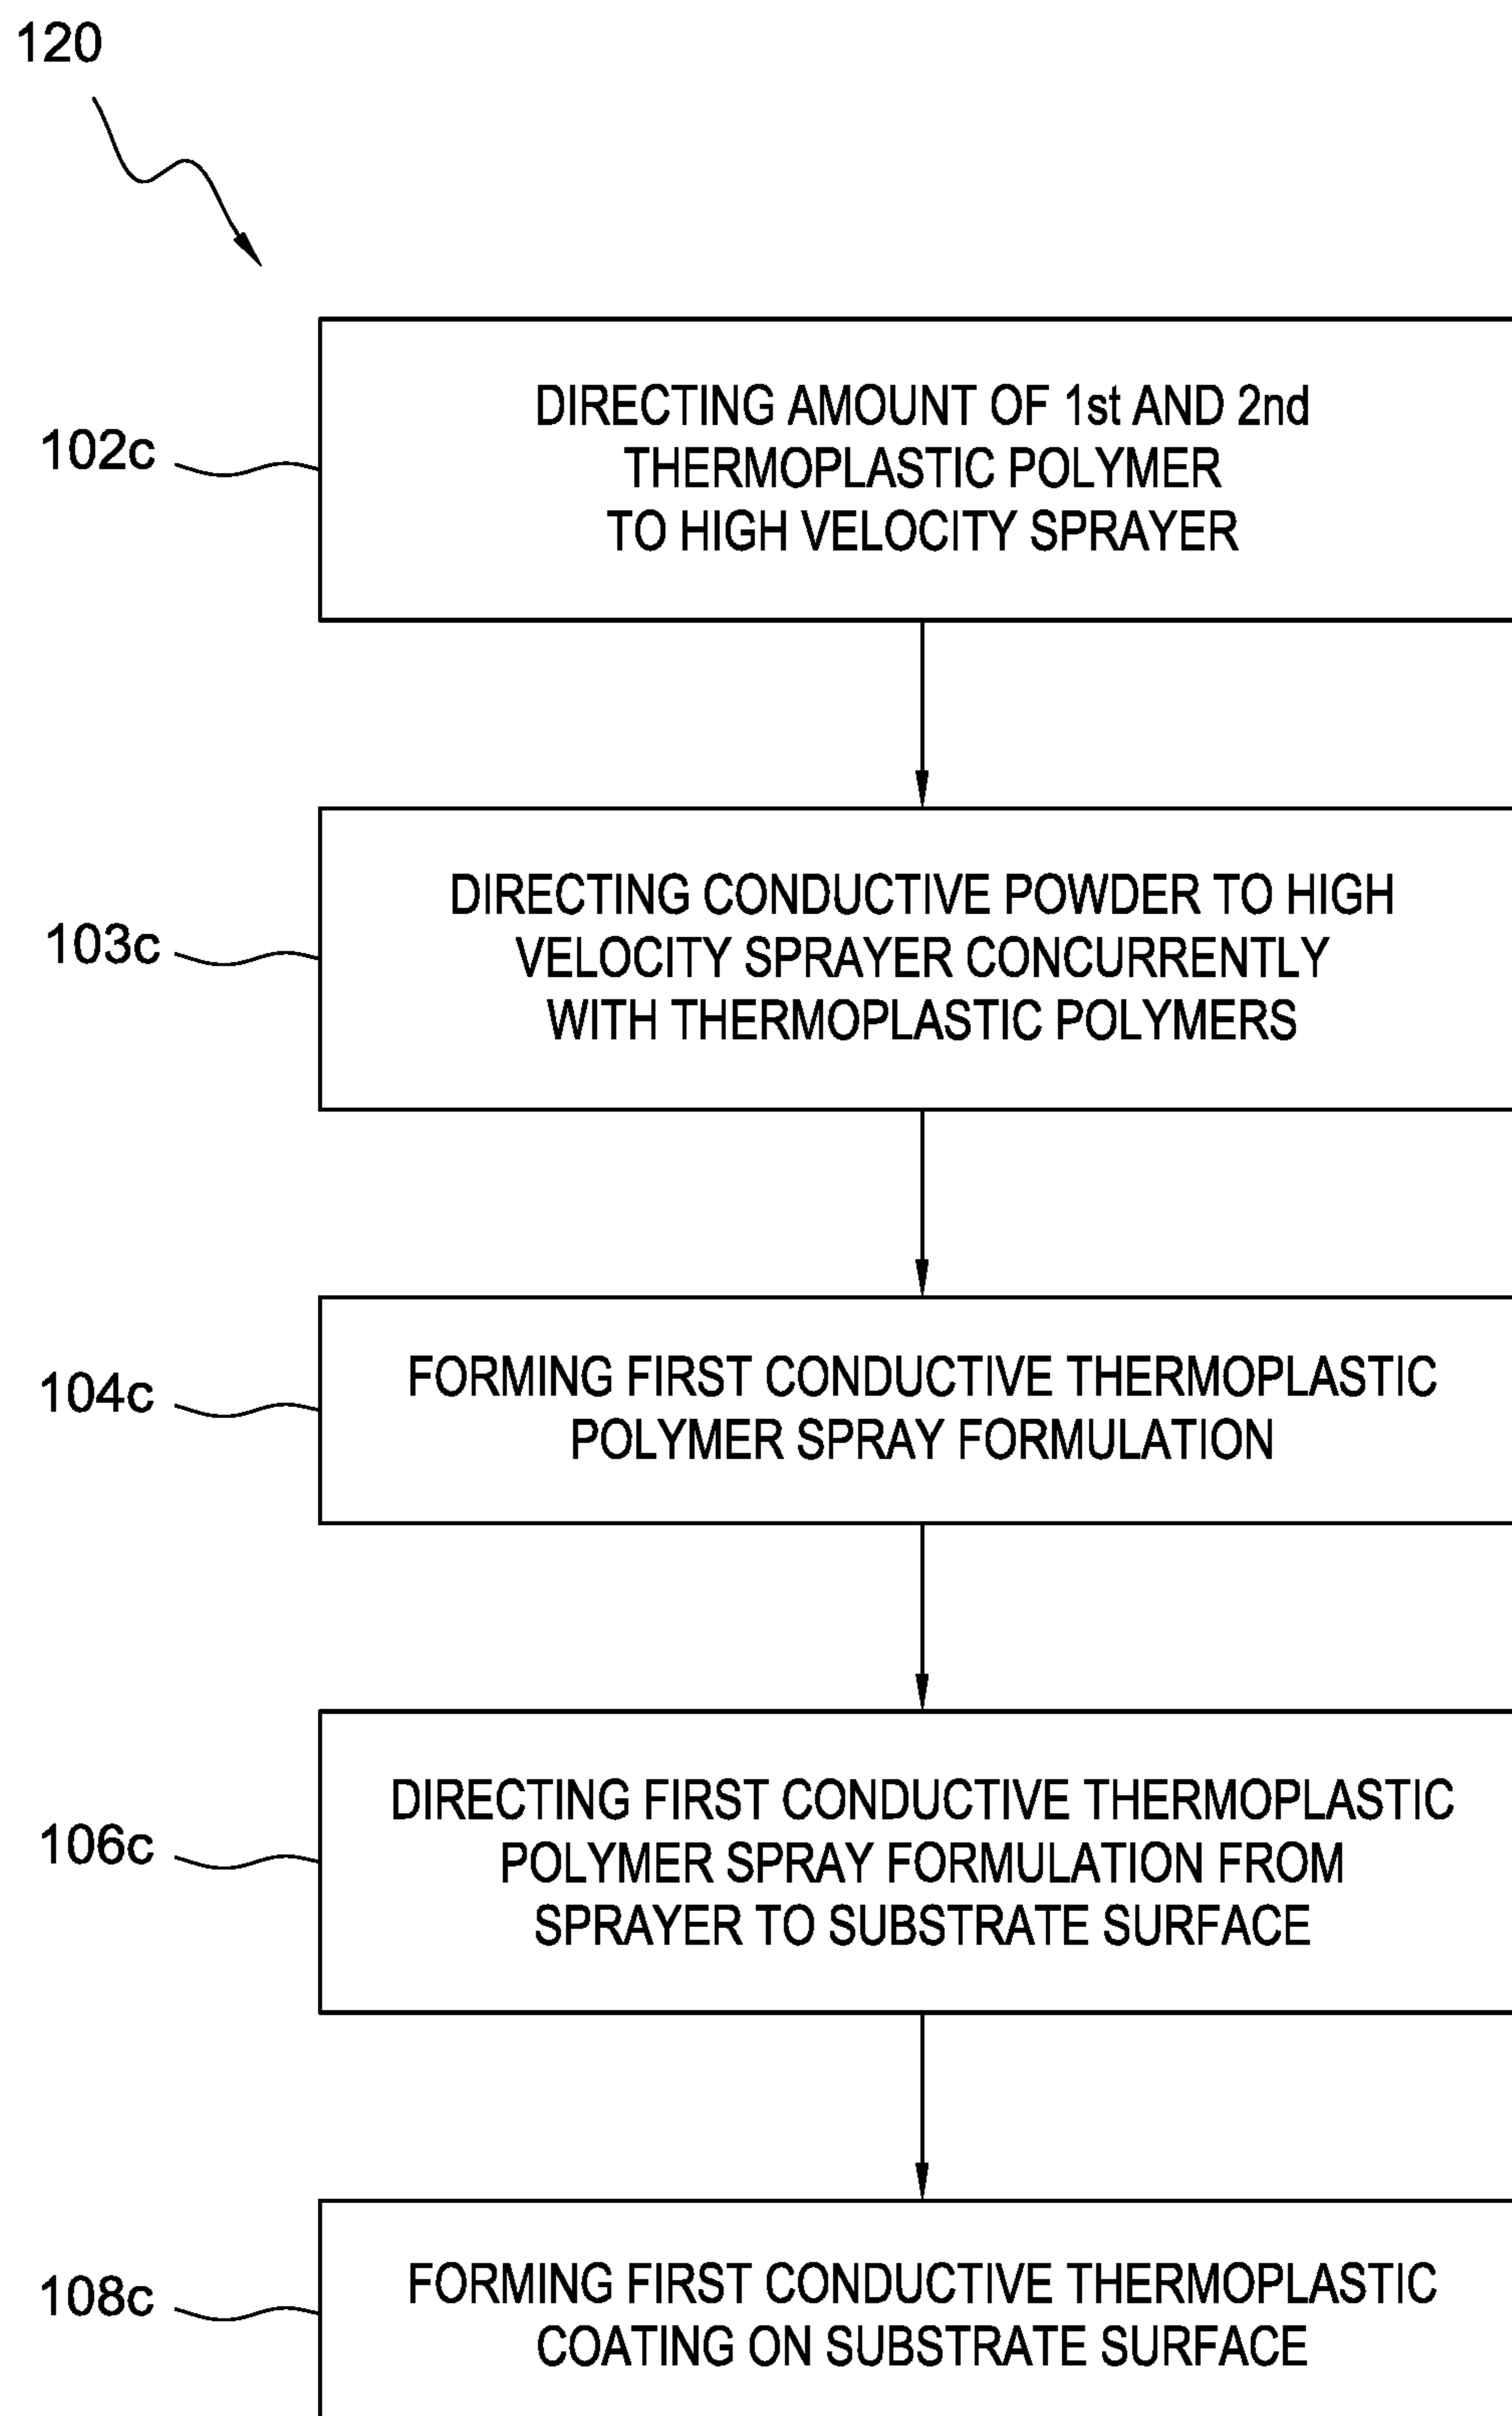 120
102c
DIRECTING AMOUNT OF 1st AND 2nd
THERMOPLASTIC POLYMER
TO HIGH VELOCITY SPRAYER
103c
DIRECTING CONDUCTIVE POWDER TO HIGH
VELOCITY SPRAYER CONCURRENTLY
WITH THERMOPLASTIC POLYMERS
104c
FORMING FIRST CONDUCTIVE THERMOPLASTIC
POLYMER SPRAY FORMULATION
106c
DIRECTING FIRST CONDUCTIVE THERMOPLASTIC
POLYMER SPRAY FORMULATION FROM
SPRAYER TO SUBSTRATE SURFACE
108c
FORMING FIRST CONDUCTIVE THERMOPLASTIC
COATING ON SUBSTRATE SURFACE